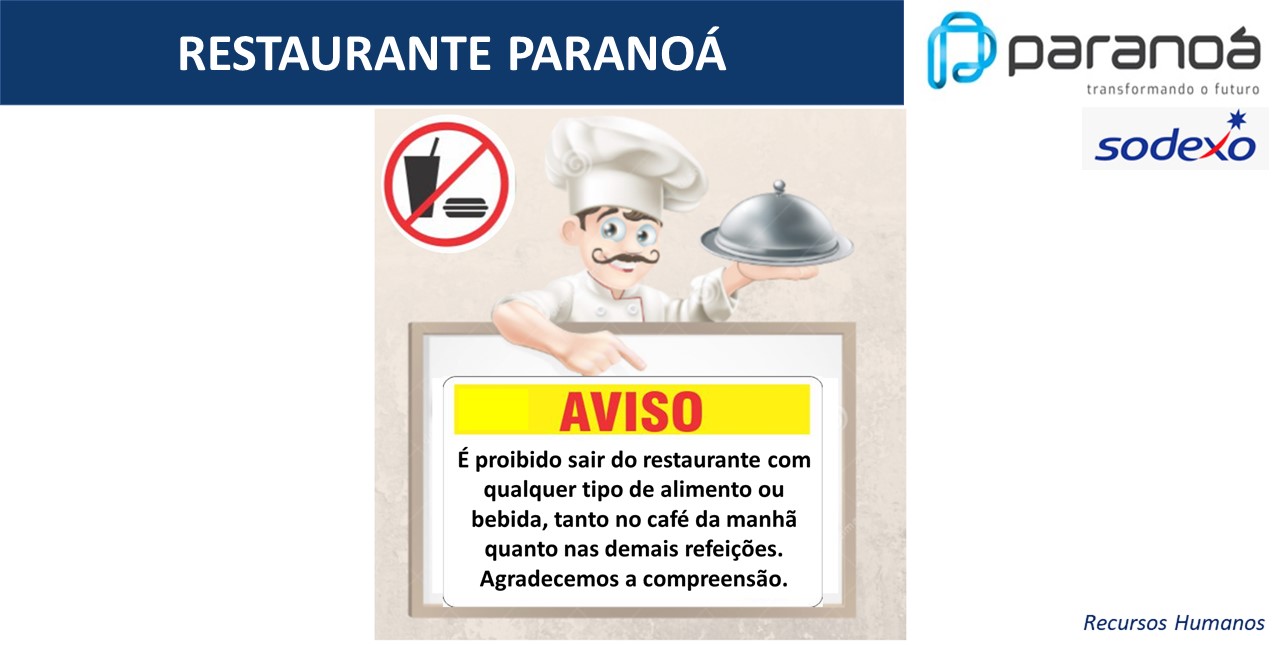 RESTAURANTE PARANOÁ
paranoá
transformando o futuro
sodexo
AVISO
É proibido sair do restaurante com
qualquer tipo de alimento ou
bebida, tanto no café da manhã
quanto nas demais refeições.
Agradecemos a compreensão.
Recursos Humanos